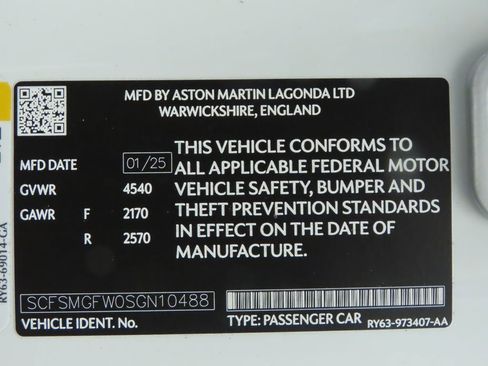 MFD BY ASTON MARTIN LAGONDA LTD
WARWICKSHIRE, ENGLAND
MFD DATE 01/25
GVWR 4540
GAWR F 2170
R 2570
THIS VEHICLE CONFORMS TO
ALL APPLICABLE FEDERAL MOTOR
VEHICLE SAFETY, BUMPER AND
THEFT PREVENTION STANDARDS
IN EFFECT ON THE DATE OF
MANUFACTURE.
SCFSMGFW0SGN10488
VEHICLE IDENT. No.
TYPE: PASSENGER CAR
RY63-973407-AA
RY63-69014-GA